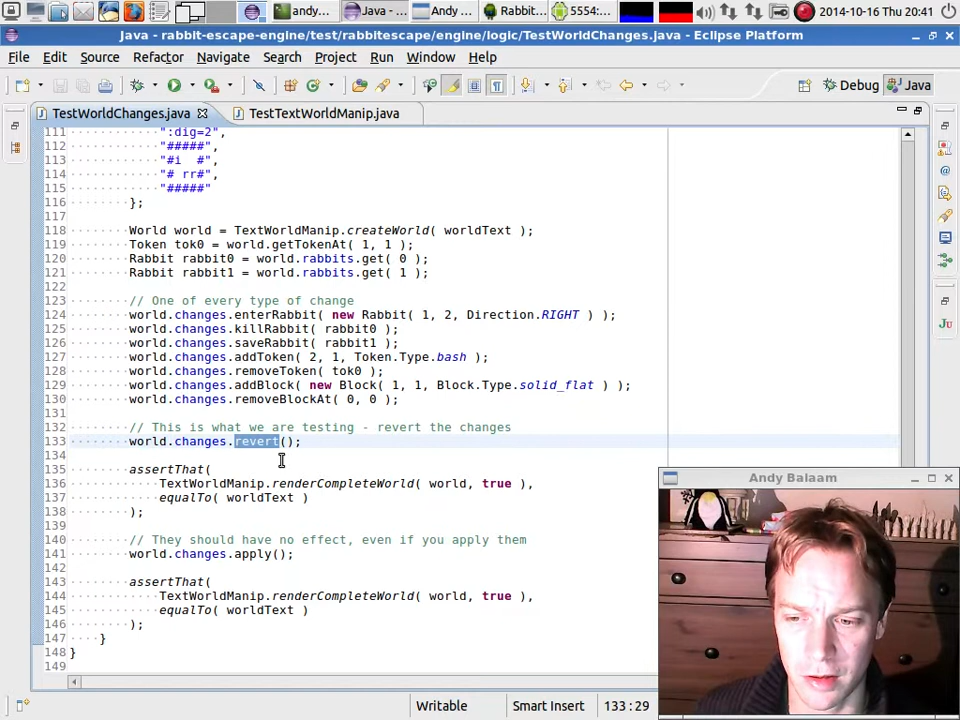 andy...
Java - ...
Andy ...
Rabbit...
5554:...
2014-10-16 Thu 20:41
Java - rabbit-escape-engine/test/rabbitescape/engine/logic/TestWorldChanges.java - Eclipse Platform
File Edit Source Refactor Navigate Search Project Run Window Help
Debug Java
TestWorldChanges.java TestTextWorldManip.java
111 ":dig=2",
112 "#####",
113 "#i  #",
114 "# rr#",
115 "#####"
116 };
117
118 World world = TextWorldManip.createWorld( worldText );
119 Token tok0 = world.getTokenAt( 1, 1 );
120 Rabbit rabbit0 = world.rabbits.get( 0 );
121 Rabbit rabbit1 = world.rabbits.get( 1 );
122
123 // One of every type of change
124 world.changes.enterRabbit( new Rabbit( 1, 2, Direction.RIGHT ) );
125 world.changes.killRabbit( rabbit0 );
126 world.changes.saveRabbit( rabbit1 );
127 world.changes.addToken( 2, 1, Token.Type.bash );
128 world.changes.removeToken( tok0 );
129 world.changes.addBlock( new Block( 1, 1, Block.Type.solid_flat ) );
130 world.changes.removeBlockAt( 0, 0 );
131
132 // This is what we are testing - revert the changes
133 world.changes.revert();
134
135 assertThat(
136 TextWorldManip.renderCompleteWorld( world, true ),
137 equalTo( worldText )
138 );
139
140 // They should have no effect, even if you apply them
141 world.changes.apply();
142
143 assertThat(
144 TextWorldManip.renderCompleteWorld( world, true ),
145 equalTo( worldText )
146 );
147 }
148 }
149
Ju
Andy Balaam
Writable Smart Insert 133 : 29